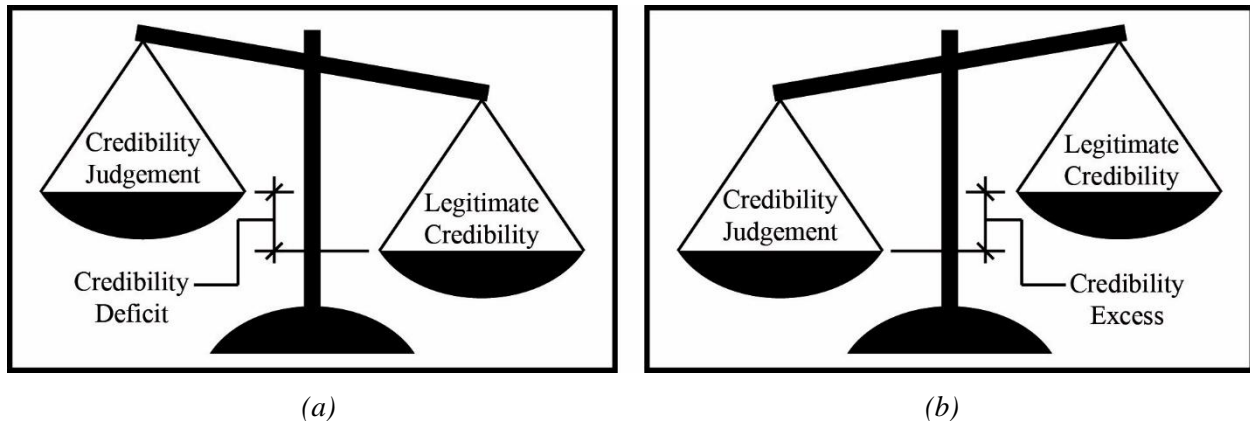 Credibility
Judgement
Legitimate
Credibility
Credibility
Deficit
(a)
Legitimate
Credibility
Credibility
Judgement
Credibility
Excess
(b)